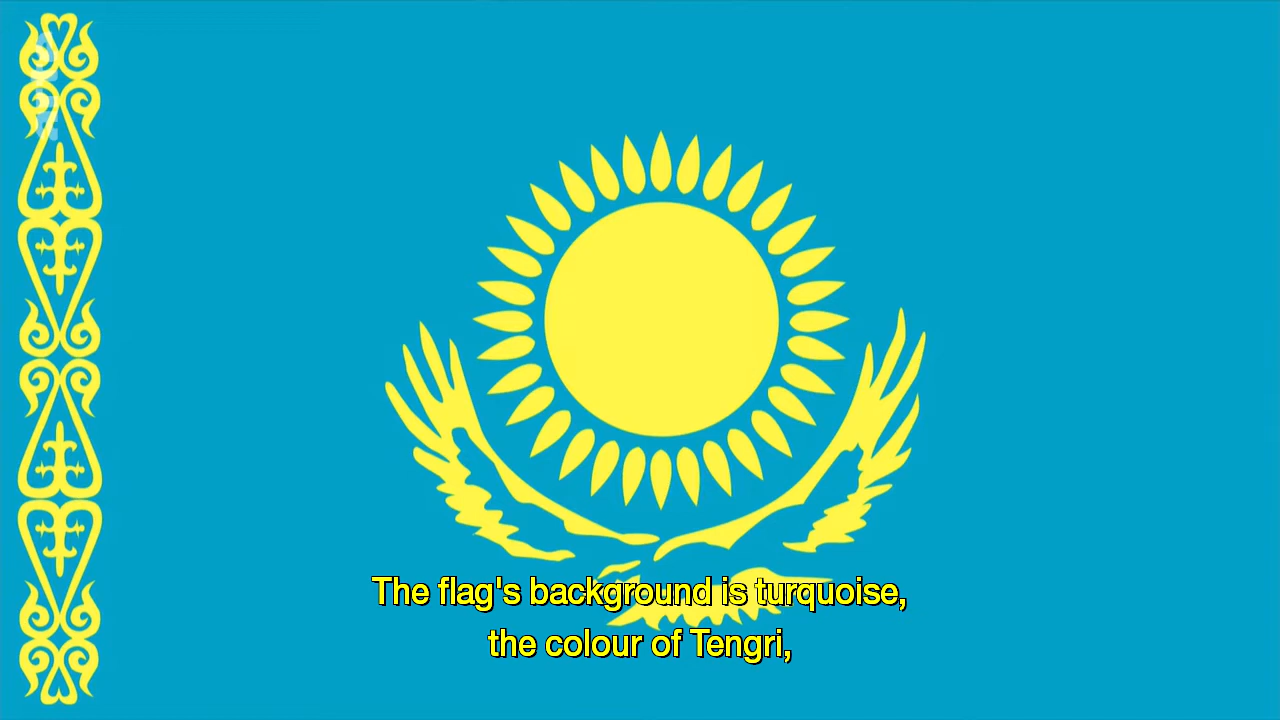 The flag's background is turquoise,
the colour of Tengri,